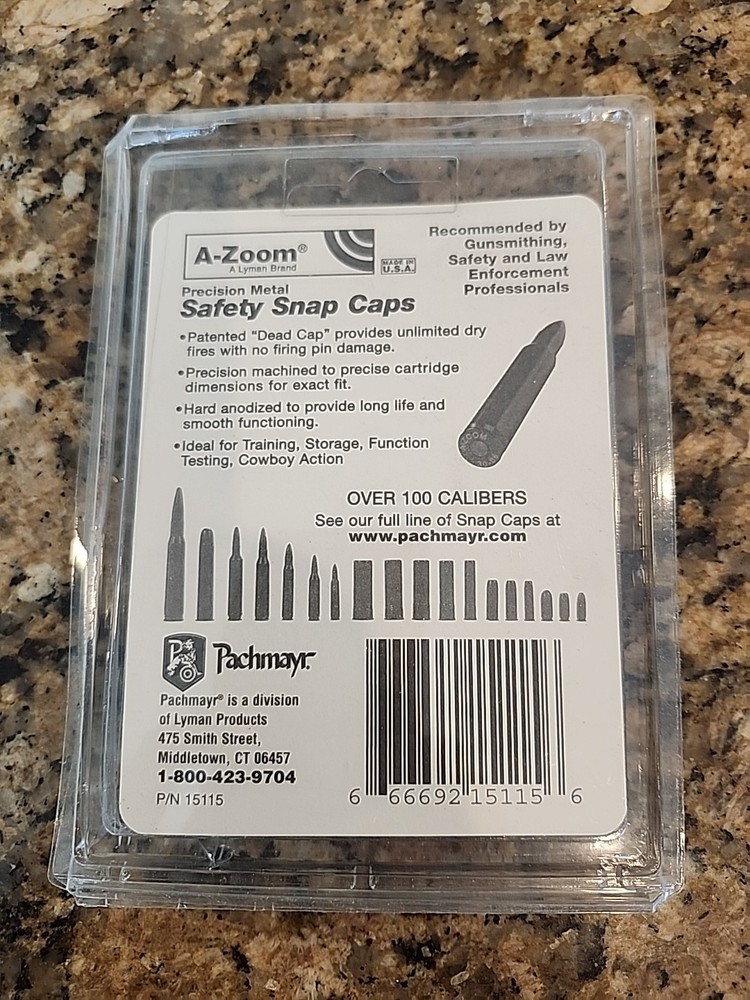 A-Zoom®
A Lyman Brand
MADE IN
U.S.A.
Recommended by
Gunsmithing,
Safety and Law
Enforcement
Professionals
Precision Metal
Safety Snap Caps
•Patented "Dead Cap" provides unlimited dry
fires with no firing pin damage.
•Precision machined to precise cartridge
dimensions for exact fit.
•Hard anodized to provide long life and
smooth functioning.
•Ideal for Training, Storage, Function
Testing, Cowboy Action
OVER 100 CALIBERS
See our full line of Snap Caps at
www.pachmayr.com
Pachmayr
Pachmayr® is a division
of Lyman Products
475 Smith Street,
Middletown, CT 06457
1-800-423-9704
P/N 15115
6 66692 15115 6